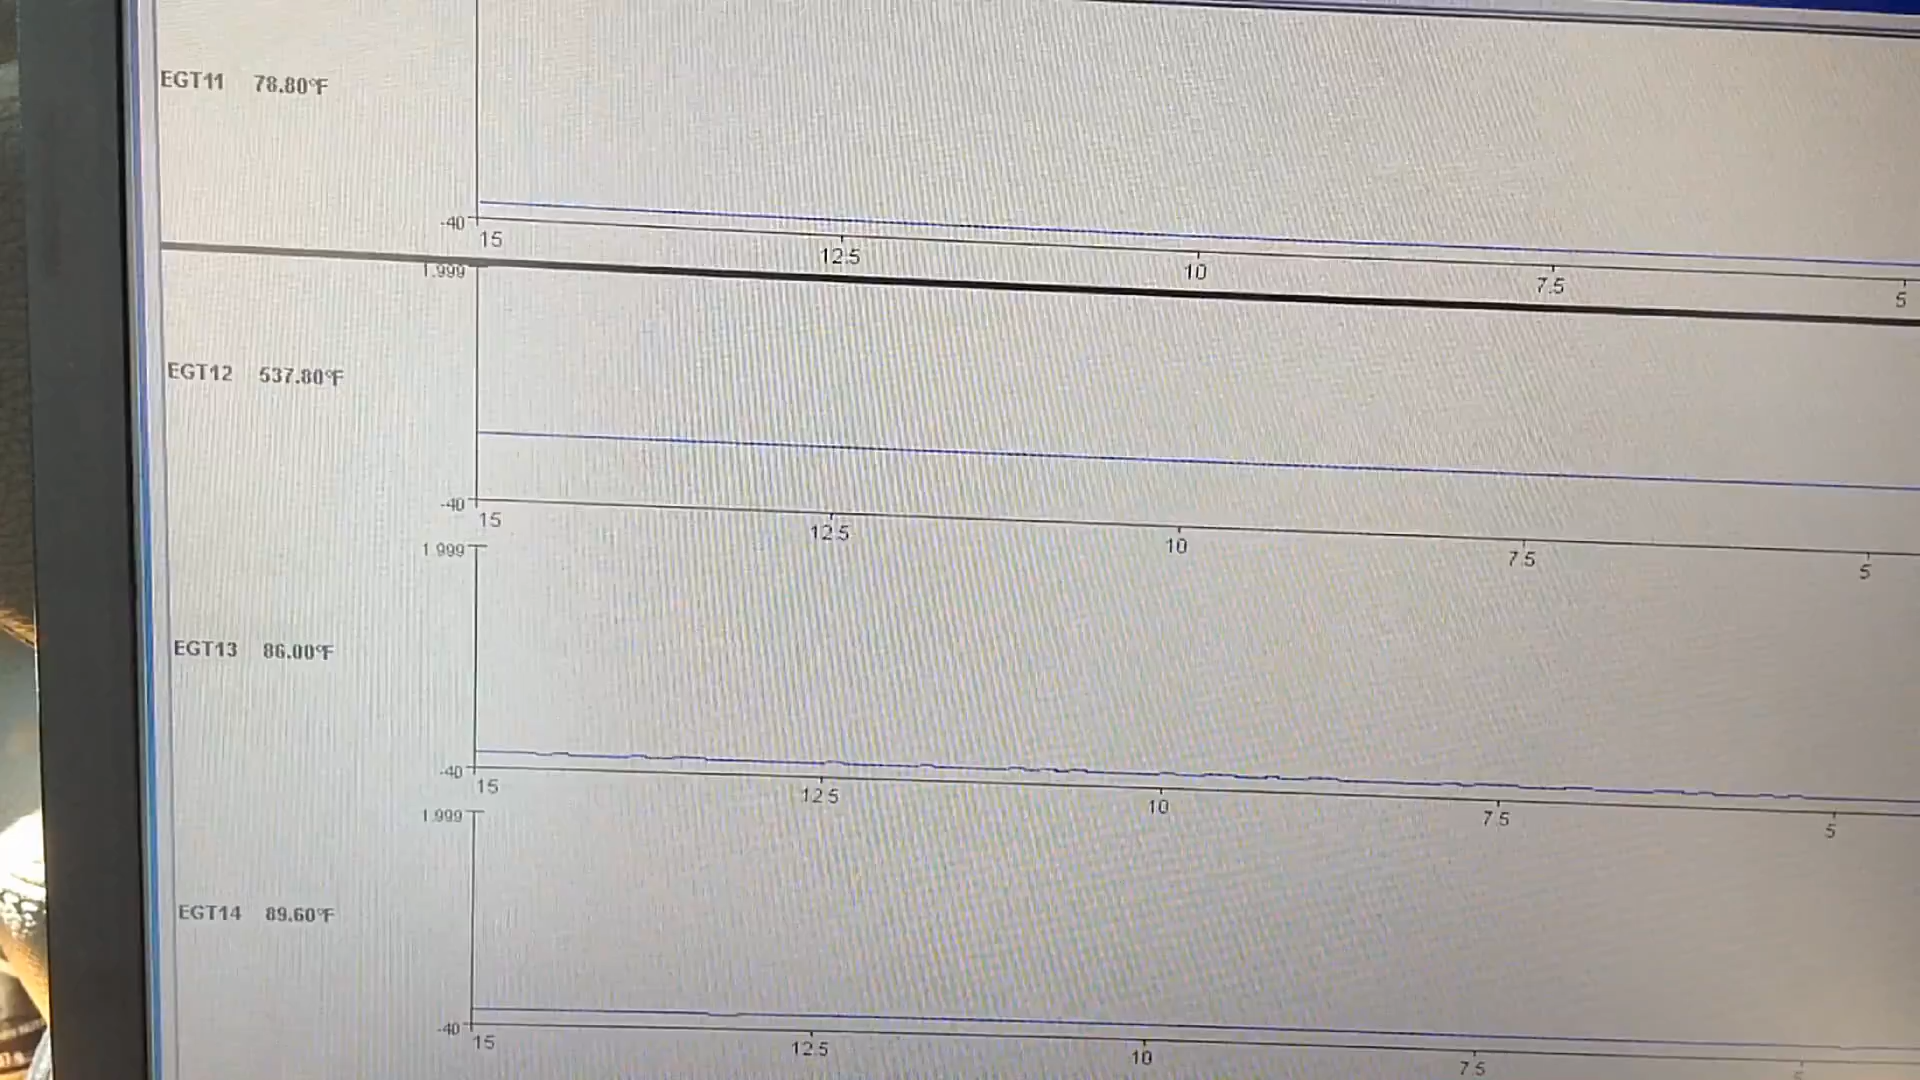 EGT11 78.80°F
-40
15 12.5 10 7.5 5
1.999
EGT12 537.80°F
-40
15 12.5 10 7.5 5
1.999
EGT13 86.00°F
-40
15 12.5 10 7.5 5
1.999
EGT14 89.60°F
-40
15 12.5 10 7.5